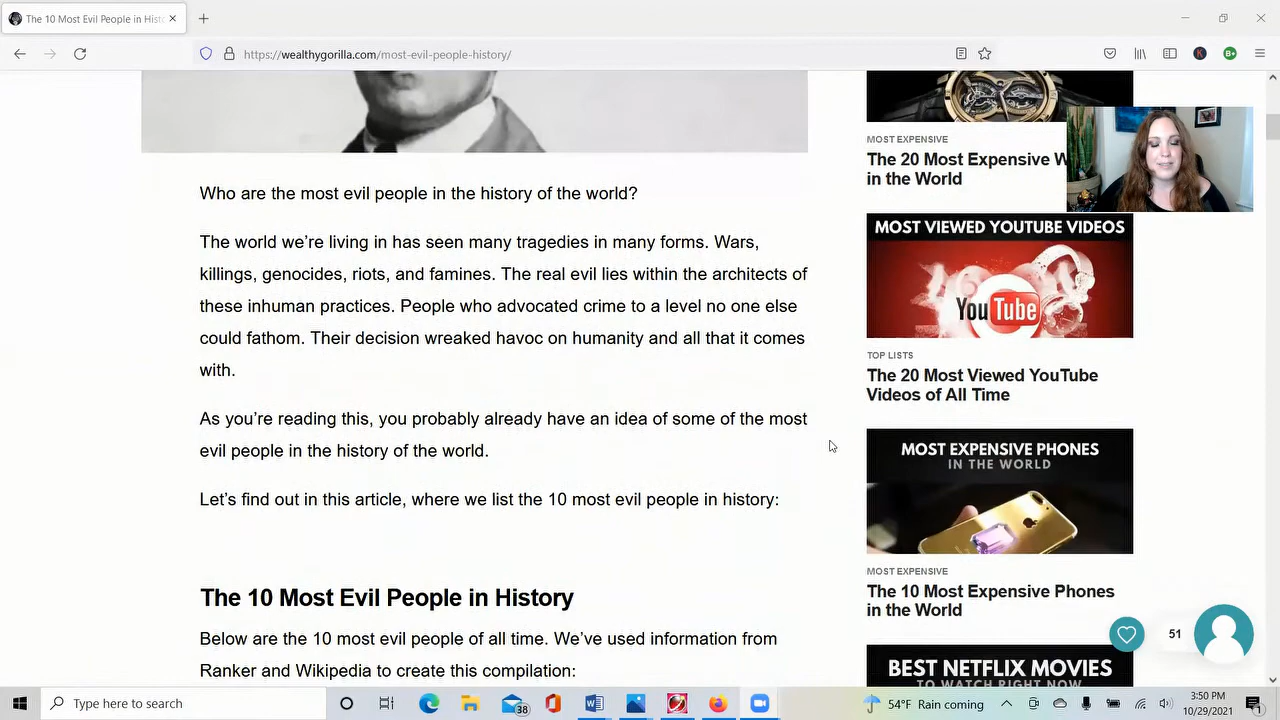 The 10 Most Evil People in Histo
https://wealthygorilla.com/most-evil-people-history/
Who are the most evil people in the history of the world?
The world we're living in has seen many tragedies in many forms. Wars,
killings, genocides, riots, and famines. The real evil lies within the architects of
these inhuman practices. People who advocated crime to a level no one else
could fathom. Their decision wreaked havoc on humanity and all that it comes
with.
As you're reading this, you probably already have an idea of some of the most
evil people in the history of the world.
Let's find out in this article, where we list the 10 most evil people in history:
The 10 Most Evil People in History
Below are the 10 most evil people of all time. We've used information from
Ranker and Wikipedia to create this compilation:
MOST EXPENSIVE
The 20 Most Expensive W
in the World
MOST VIEWED YOUTUBE VIDEOS
YouTube
TOP LISTS
The 20 Most Viewed YouTube
Videos of All Time
MOST EXPENSIVE PHONES
IN THE WORLD
MOST EXPENSIVE
The 10 Most Expensive Phones
in the World
51
BEST NETFLIX MOVIES
TO WATCH RIGHT NOW
Type here to search
38
54°F Rain coming
3:50 PM
10/29/2021
1